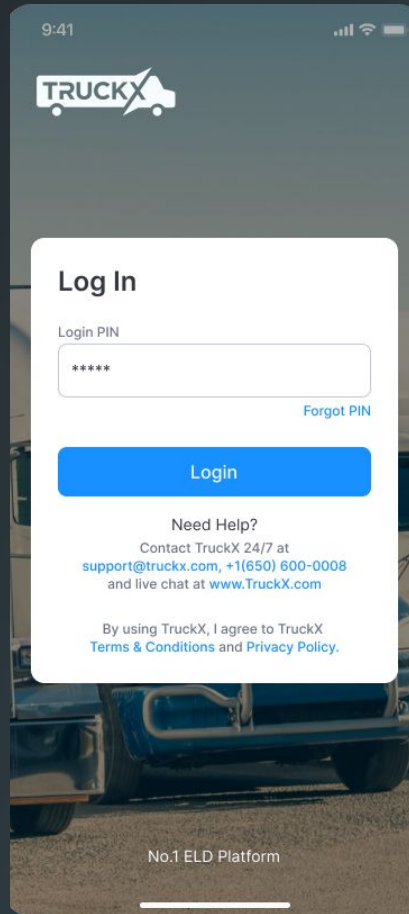 9:41
TRUCKX
Log In
Login PIN
*****
Forgot PIN
Login
Need Help?
Contact TruckX 24/7 at
support@truckx.com, +1(650) 600-0008
and live chat at www.TruckX.com
By using TruckX, I agree to TruckX
Terms & Conditions and Privacy Policy.
No.1 ELD Platform